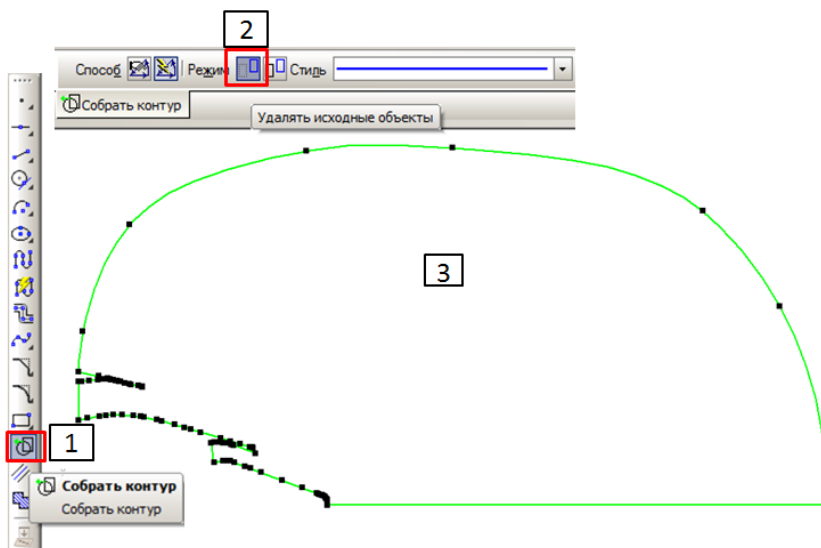 2
Способ Режим Стиль
Собрать контур
Удалять исходные объекты
3
1
Собрать контур
Собрать контур